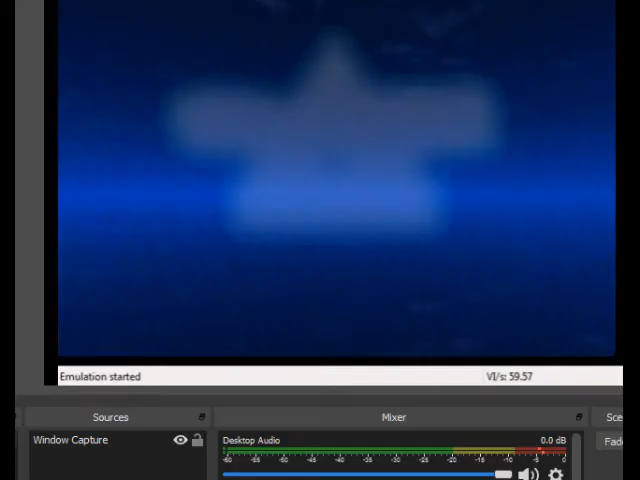 Emulation started VI/s: 59.57
Sources Mixer Sce
Window Capture Desktop Audio 0.0 dB Fade
-60 -55 -50 -45 -40 -35 -30 -25 -20 -15 -10 -5 0